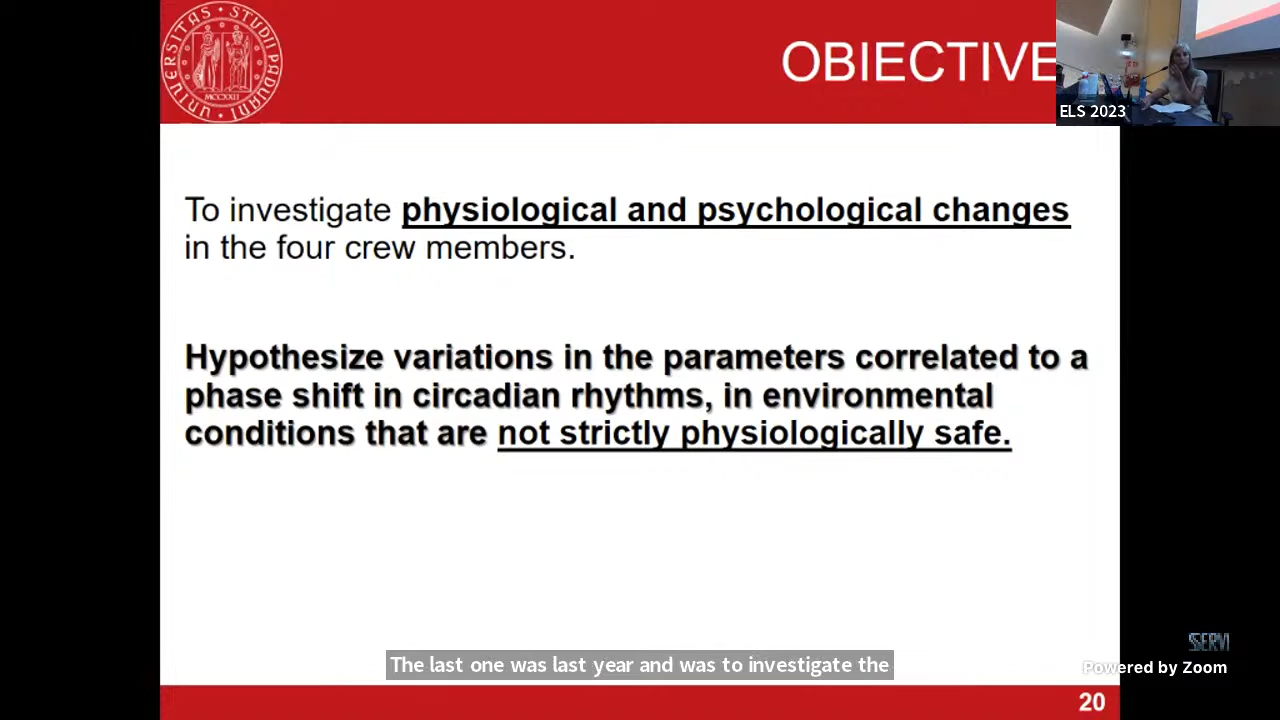 UNIVERSITAS STUDII PADUANI
MCCXXII
OBIECTIVE
ELS 2023
To investigate physiological and psychological changes
in the four crew members.
Hypothesize variations in the parameters correlated to a
phase shift in circadian rhythms, in environmental
conditions that are not strictly physiologically safe.
SERVI
The last one was last year and was to investigate the
Powered by Zoom
20